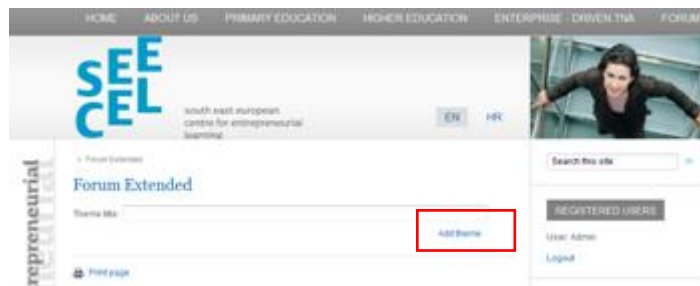 HOME ABOUT US PRIMARY EDUCATION HIGHER EDUCATION ENTERPRISE - DRIVEN TNA FORUM
SEE
CEL
south east european
centre for entrepreneurial
learning
EN HR
Search this site
Forum Extended
Forum Extended
Theme title
Add theme
REGISTERED USERS
User: Admin
Logout
Print page
repreneurial